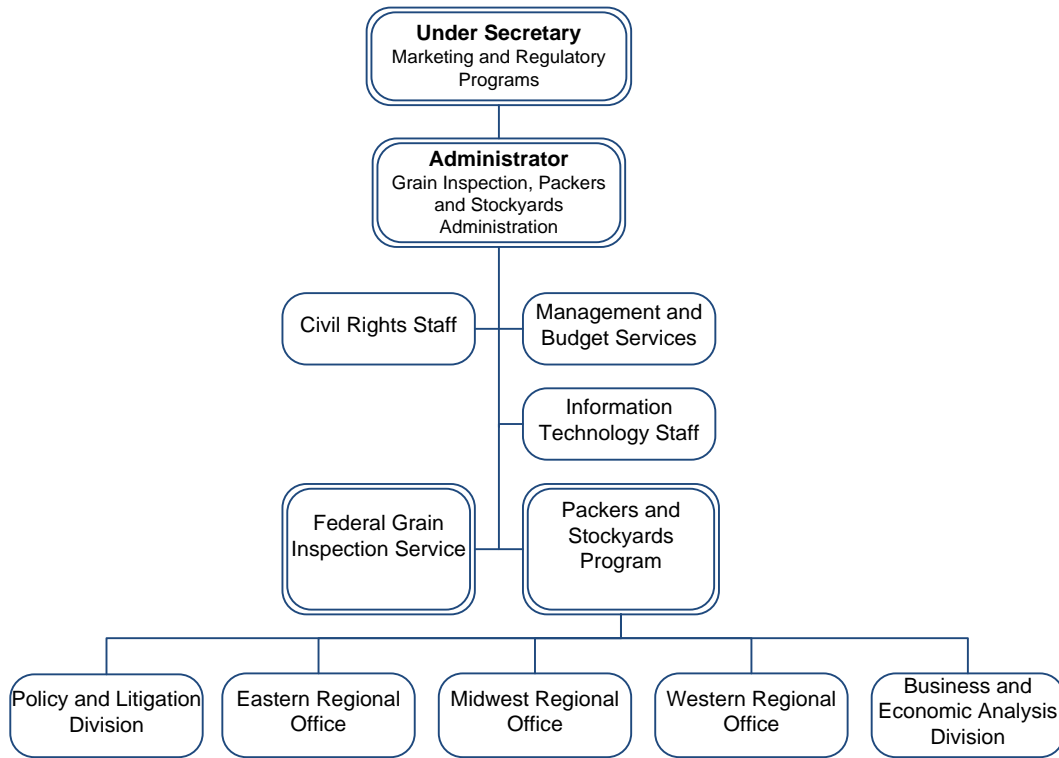 Under Secretary
Marketing and Regulatory
Programs
Administrator
Grain Inspection, Packers
and Stockyards
Administration
Civil Rights Staff
Management and
Budget Services
Information
Technology Staff
Federal Grain
Inspection Service
Packers and
Stockyards
Program
Policy and Litigation
Division
Eastern Regional
Office
Midwest Regional
Office
Western Regional
Office
Business and
Economic Analysis
Division